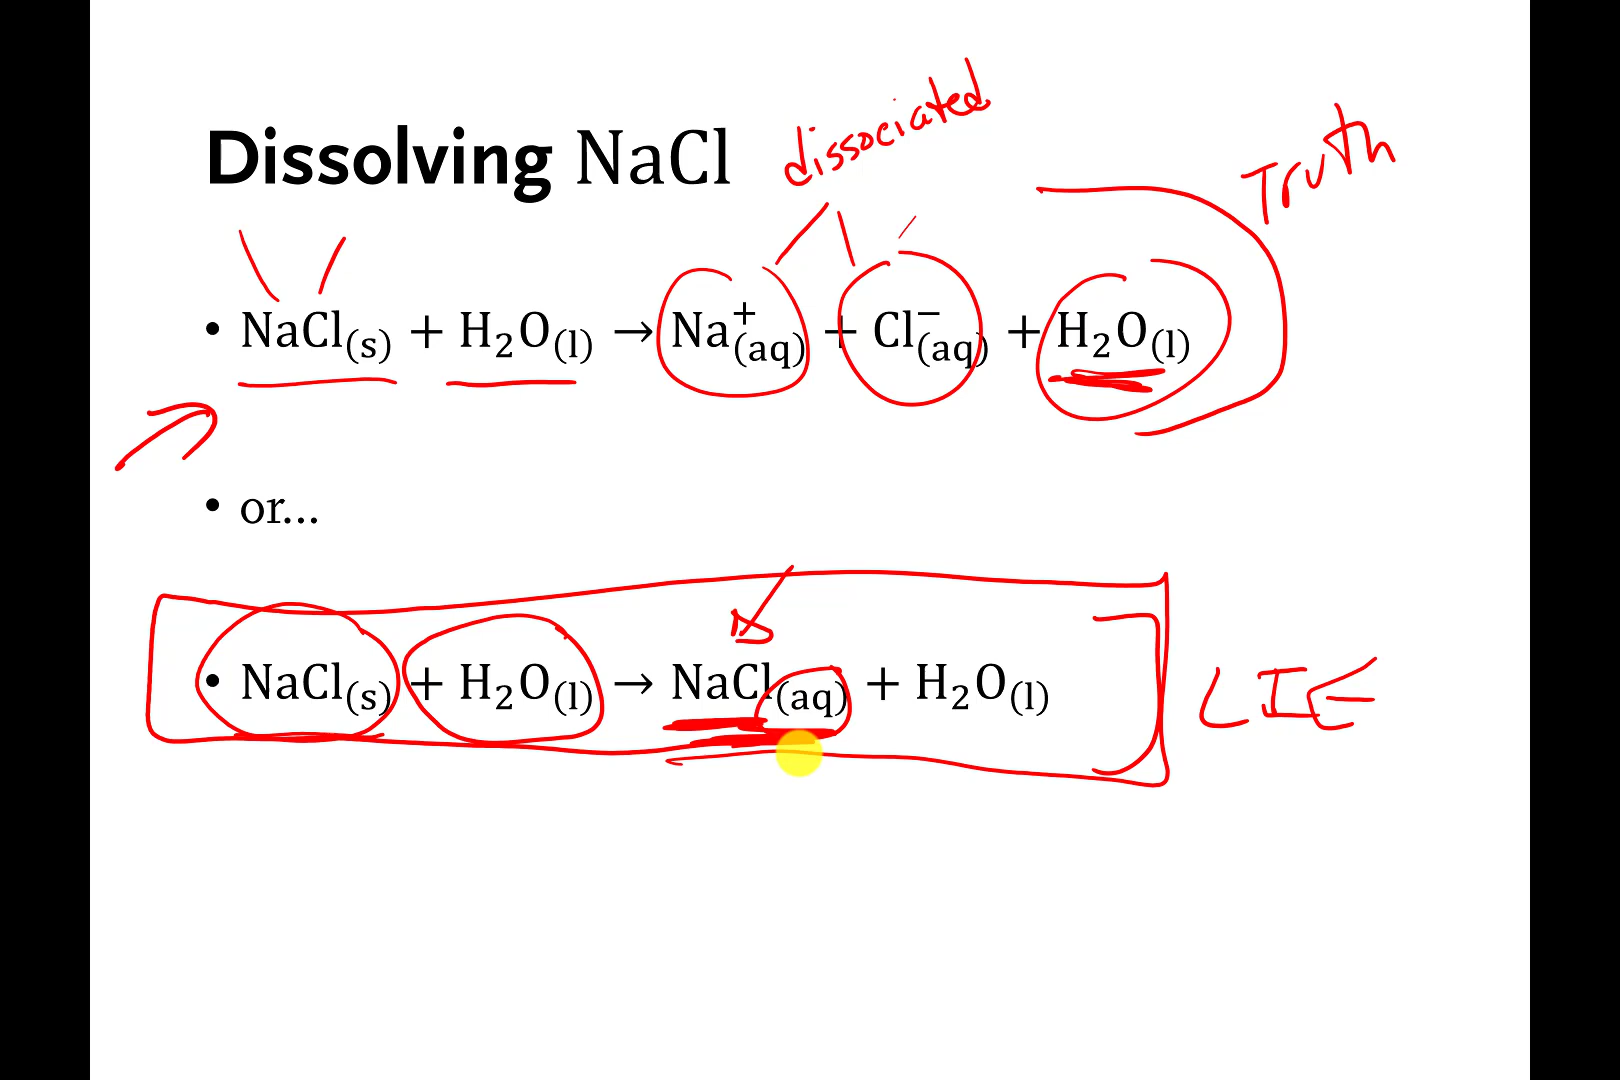 Dissolving NaCl
dissociated
Truth
• NaCl₍s₎ + H₂O₍l₎ → Na⁺(aq) + Cl⁻(aq) + H₂O(l)
• or...
• NaCl(s) + H₂O(l) → NaCl(aq) + H₂O(l)
LIE